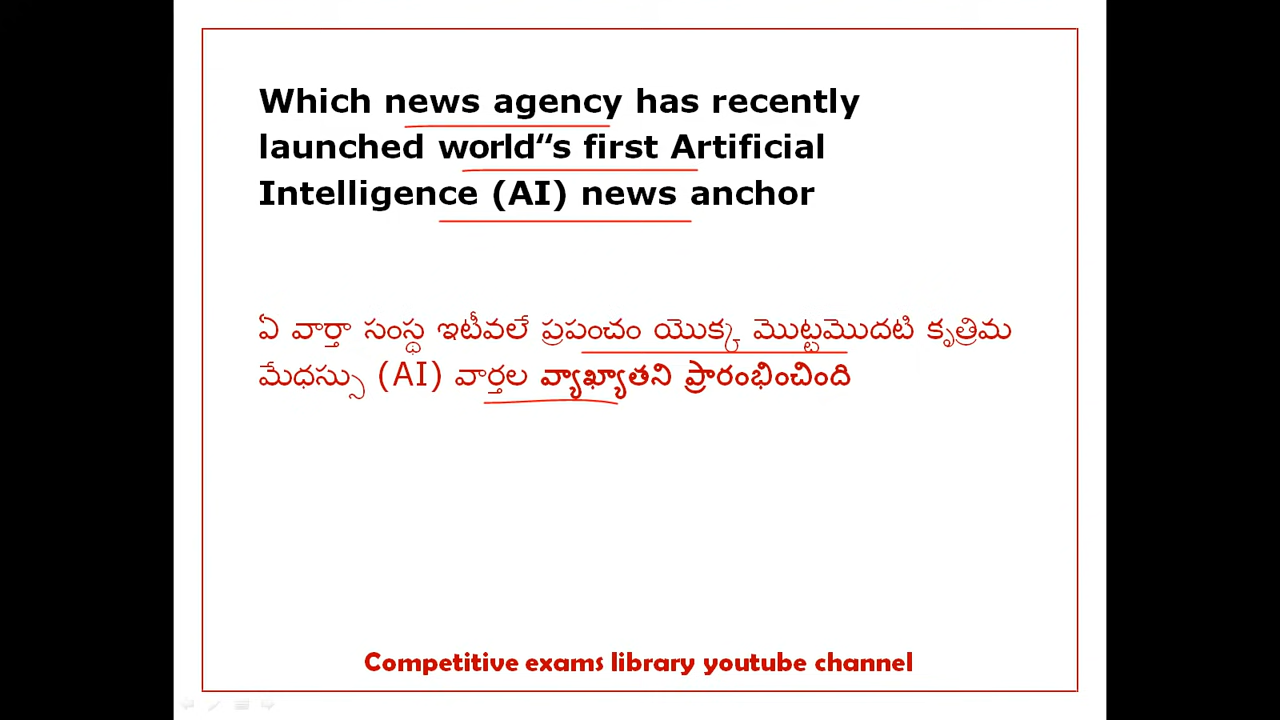 Which news agency has recently
launched world“s first Artificial
Intelligence (AI) news anchor
ఏ వార్తా సంస్థ ఇటీవలే ప్రపంచం యొక్క మొట్టమొదటి కృత్రిమ
మేధస్సు (AI) వార్తల వ్యాఖ్యాతని ప్రారంభించింది
Competitive exams library youtube channel